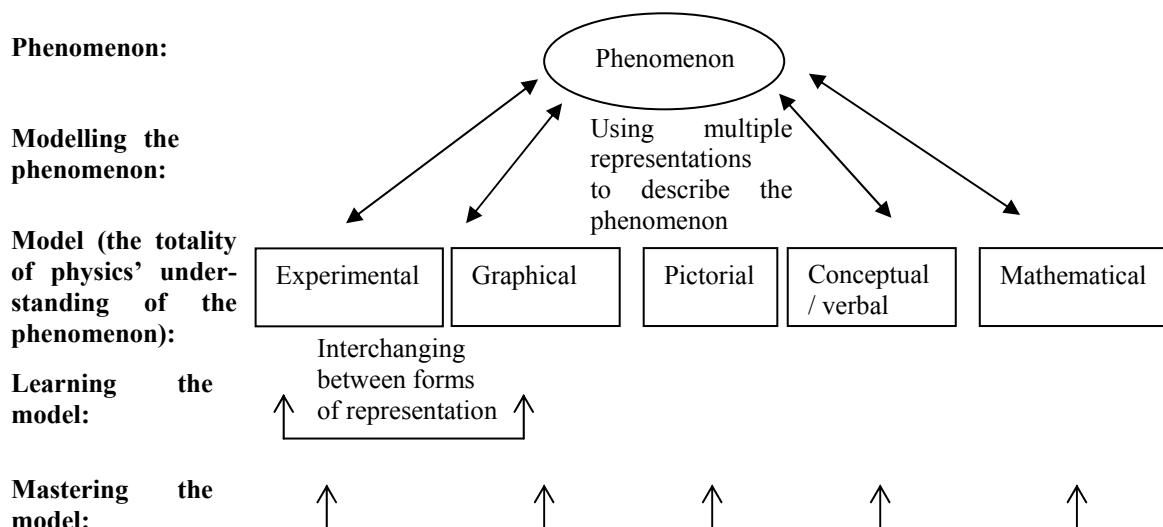 Phenomenon:
Phenomenon
Modelling the
phenomenon:
Using multiple
representations
to describe the
phenomenon
Model (the totality
of physics’ under-
standing of the
phenomenon):
Experimental
Graphical
Pictorial
Conceptual
/ verbal
Mathematical
Learning the
model:
Interchanging
between forms
of representation
Mastering the
model: